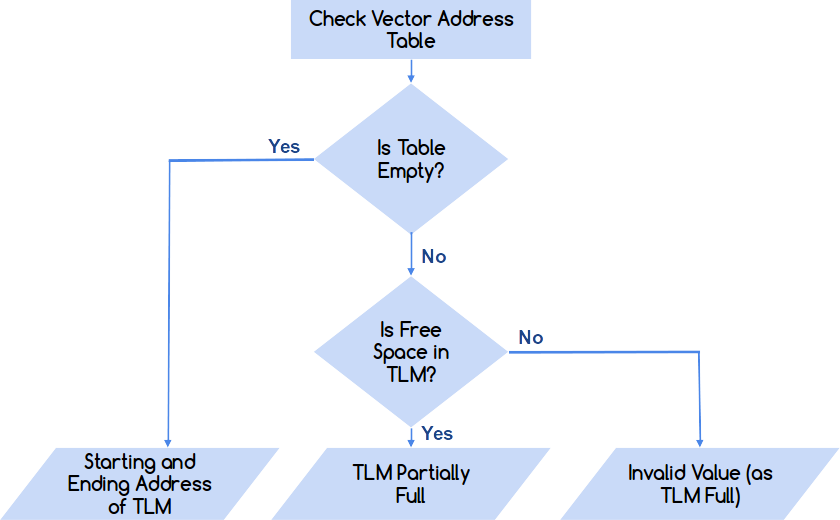 Check Vector Address
Table
Yes
Is Table
Empty?
No
Is Free
Space in
TLM?
No
Yes
Starting and
Ending Address
of TLM
TLM Partially
Full
Invalid Value (as
TLM Full)